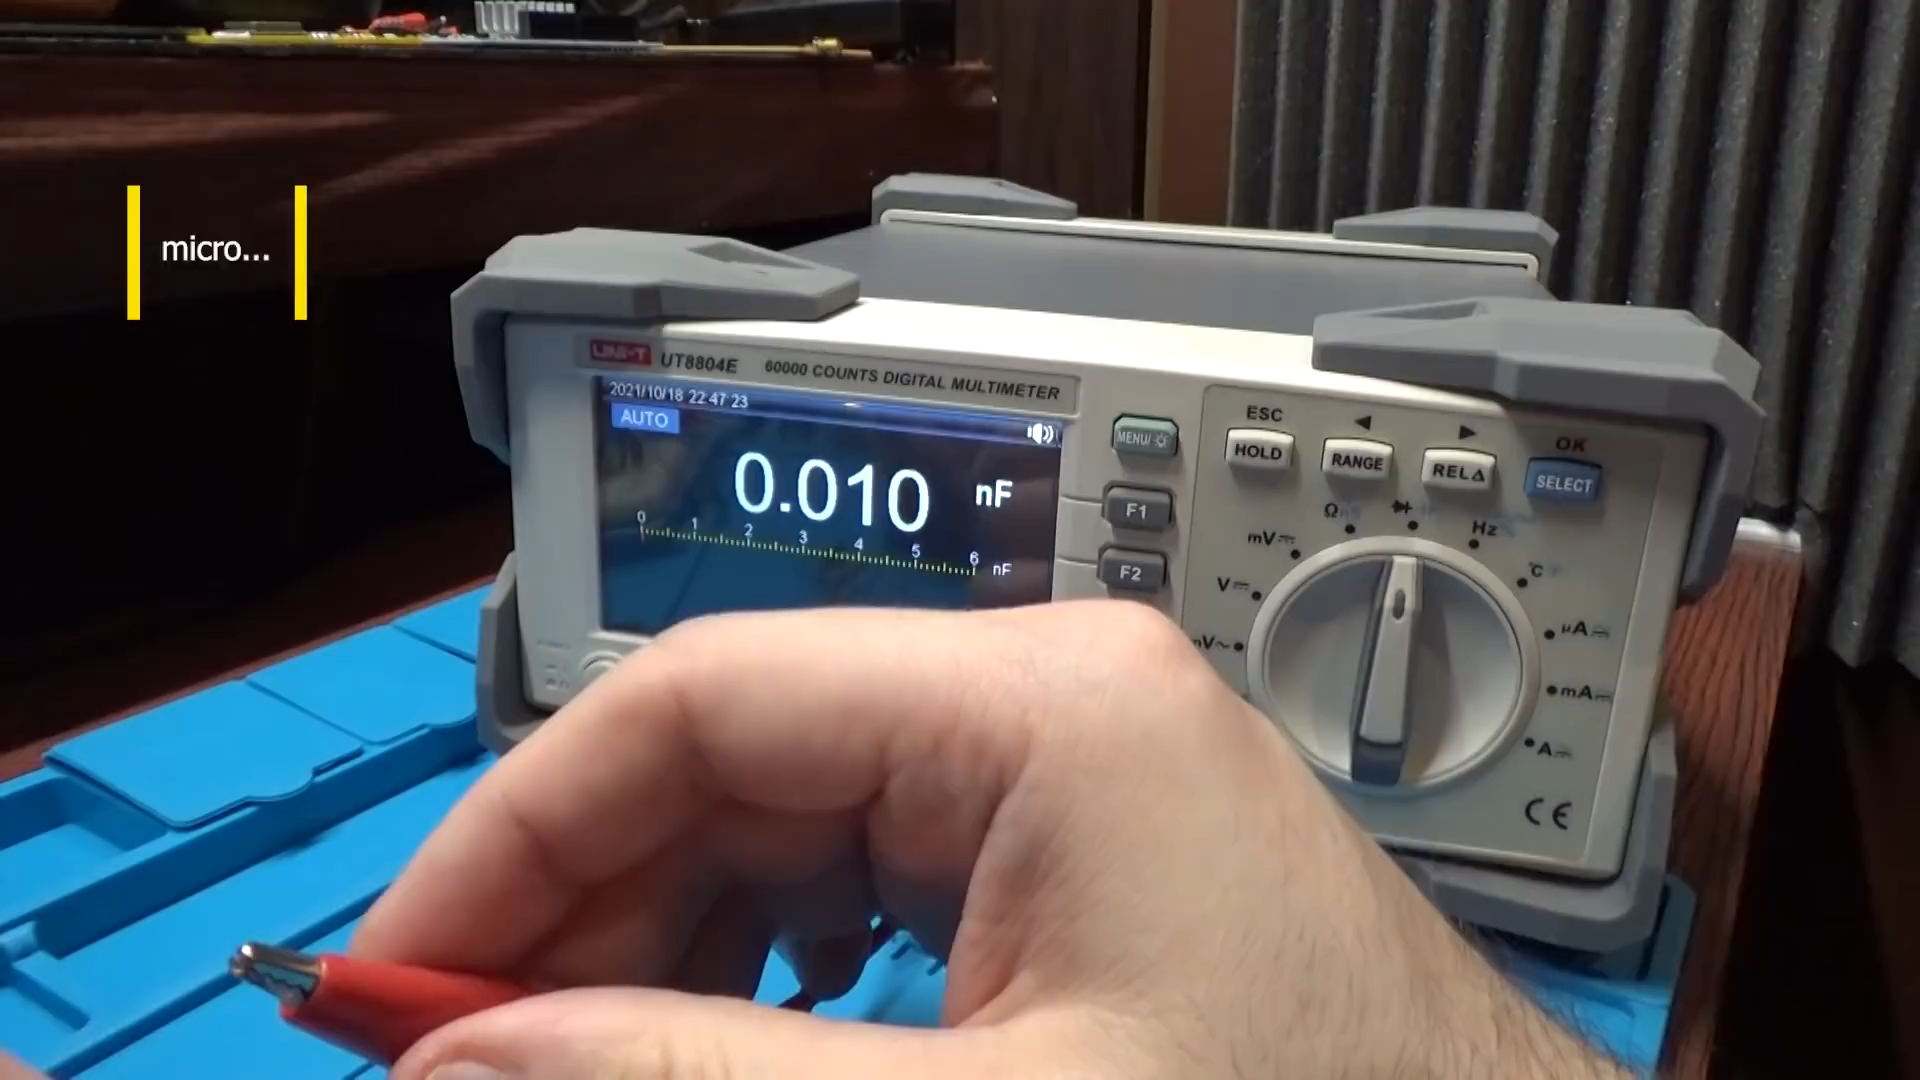 micro...
UNI-T UT8804E 60000 COUNTS DIGITAL MULTIMETER
2021/10/18 22:47:23
AUTO
0.010 nF
0 1 2 3 4 5 6 nF
MENU/
F1
F2
ESC
HOLD
RANGE
REL∆
OK
SELECT
mV
Ω
Hz
V
°C
mV~
µA
mA
A
CE